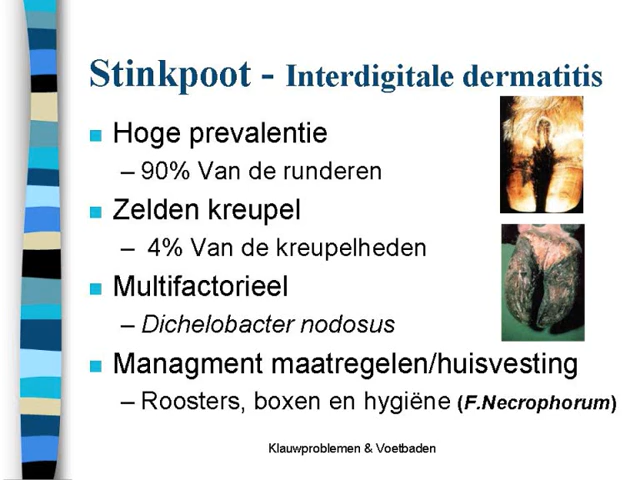 Stinkpoot - Interdigitale dermatitis
Hoge prevalentie
– 90% Van de runderen
Zelden kreupel
– 4% Van de kreupelheden
Multifactorieel
– Dichelobacter nodosus
Managment maatregelen/huisvesting
– Roosters, boxen en hygiëne (F.Necrophorum)
Klauwproblemen & Voetbaden